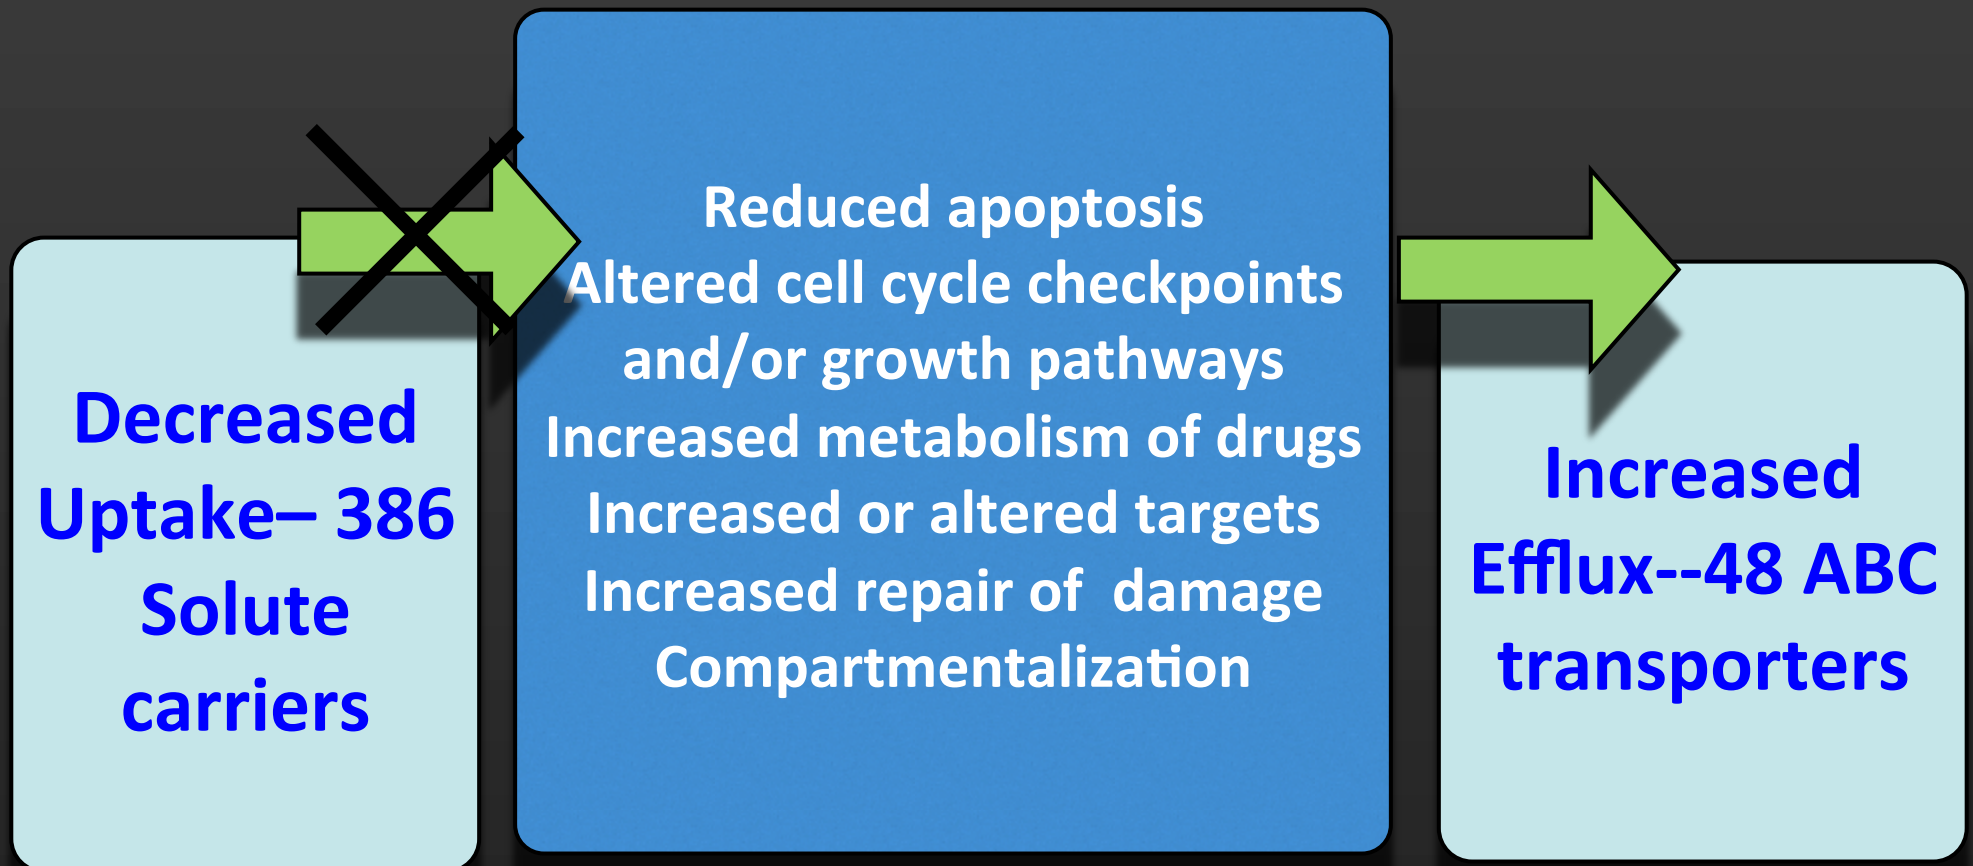 Decreased
Uptake– 386
Solute
carriers
Reduced apoptosis
Altered cell cycle checkpoints
and/or growth pathways
Increased metabolism of drugs
Increased or altered targets
Increased repair of  damage
Compartmentalization
Increased
Efflux--48 ABC
transporters